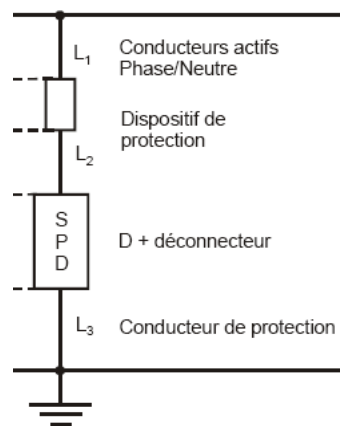 L1
Conducteurs actifs
Phase/Neutre
Dispositif de
protection
L2
S
P
D
D + déconnecteur
L3
Conducteur de protection